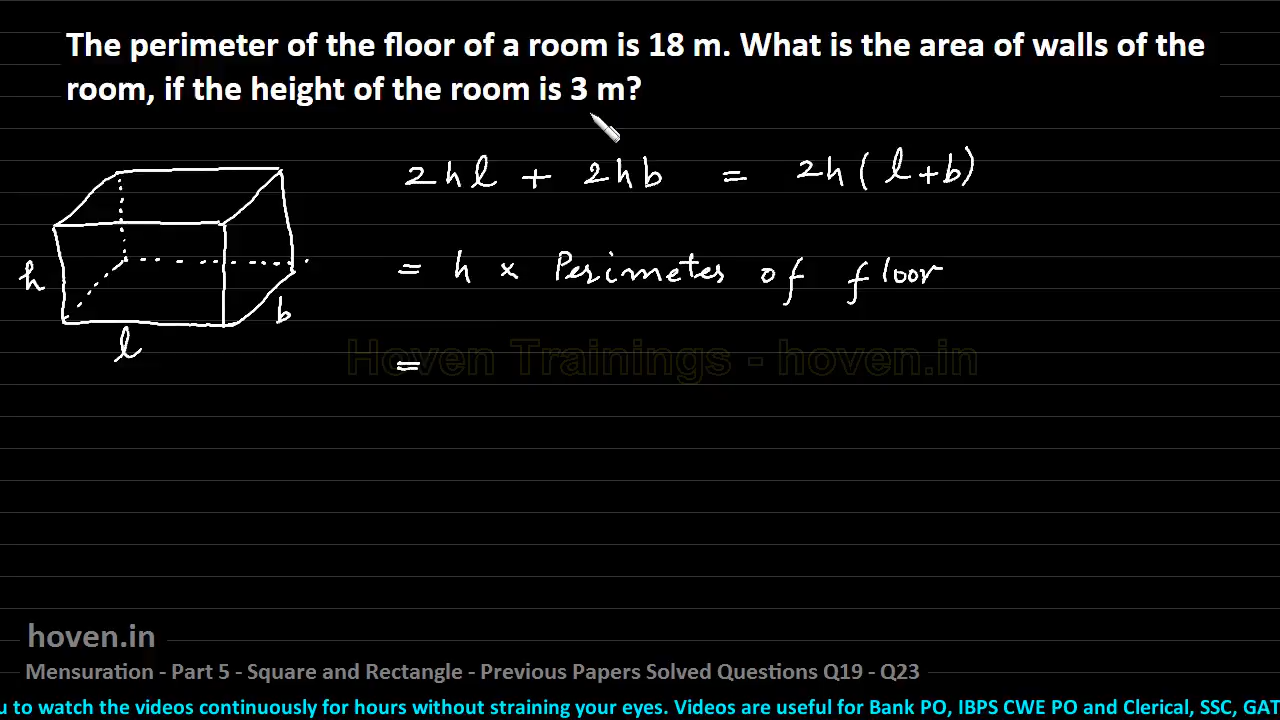 The perimeter of the floor of a room is 18 m. What is the area of walls of the
room, if the height of the room is 3 m?
2hl + 2hb = 2h(l+b)
= h × Perimeter of floor
=
h
b
l
Hoven Trainings - hoven.in
hoven.in
Mensuration - Part 5 - Square and Rectangle - Previous Papers Solved Questions Q19 - Q23
u to watch the videos continuously for hours without straining your eyes. Videos are useful for Bank PO, IBPS CWE PO and Clerical, SSC, GAT